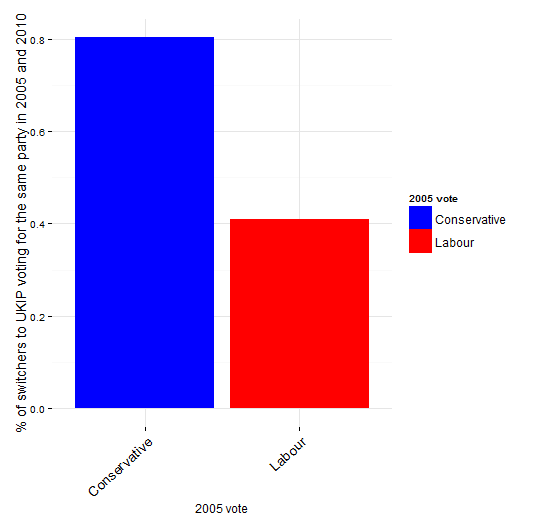 % of switchers to UKIP voting for the same party in 2005 and 2010
0.8
0.6
0.4
0.2
0.0
Conservative
Labour
2005 vote
2005 vote
Conservative
Labour